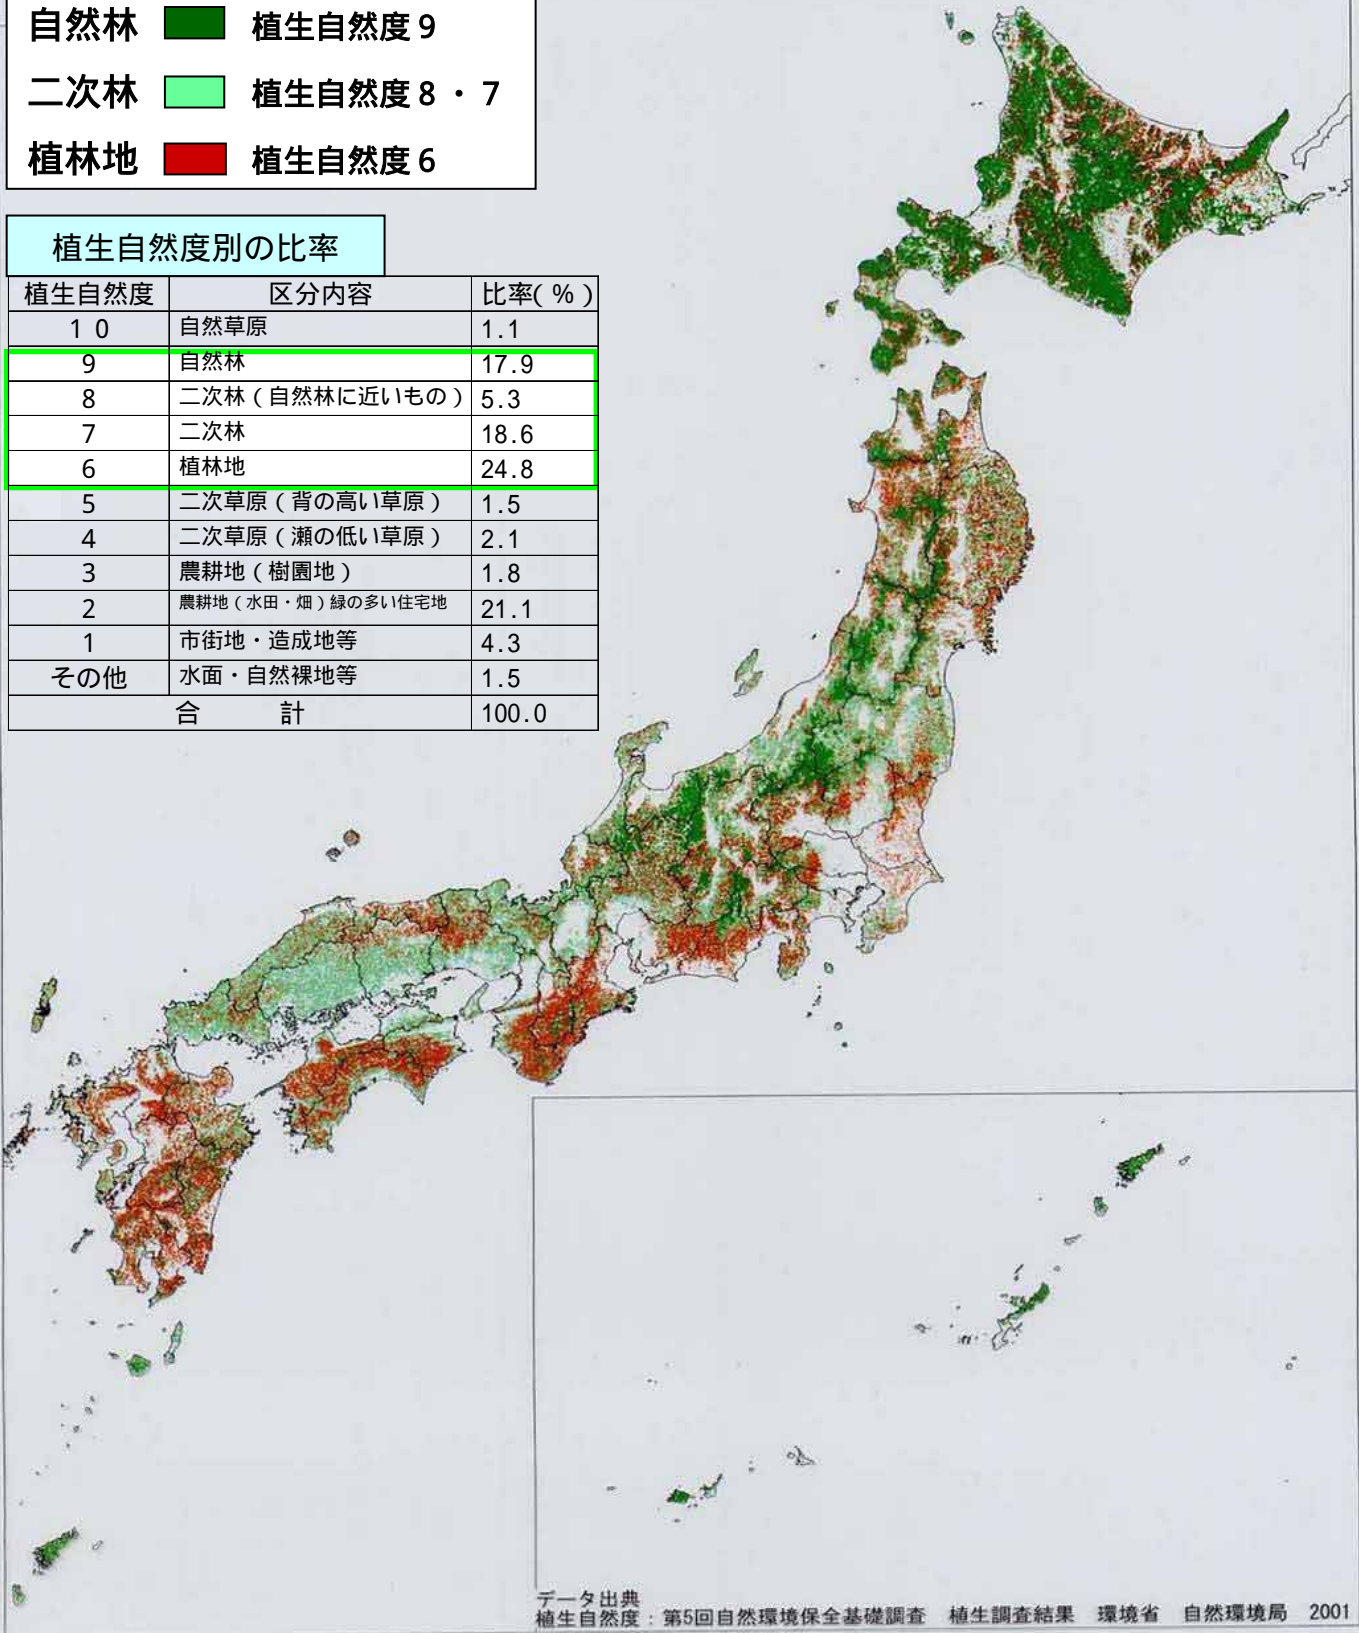 自然林 植生自然度9
二次林 植生自然度8・7
植林地 植生自然度6
植生自然度別の比率
植生自然度 区分内容 比率(%)
10 自然草原 1.1
9 自然林 17.9
8 二次林(自然林に近いもの) 5.3
7 二次林 18.6
6 植林地 24.8
5 二次草原(背の高い草原) 1.5
4 二次草原(瀬の低い草原) 2.1
3 農耕地(樹園地) 1.8
2 農耕地(水田・畑)緑の多い住宅地 21.1
1 市街地・造成地等 4.3
その他 水面・自然裸地等 1.5
合計 100.0
データ出典
植生自然度:第5回自然環境保全基礎調査 植生調査結果 環境省 自然環境局 2001